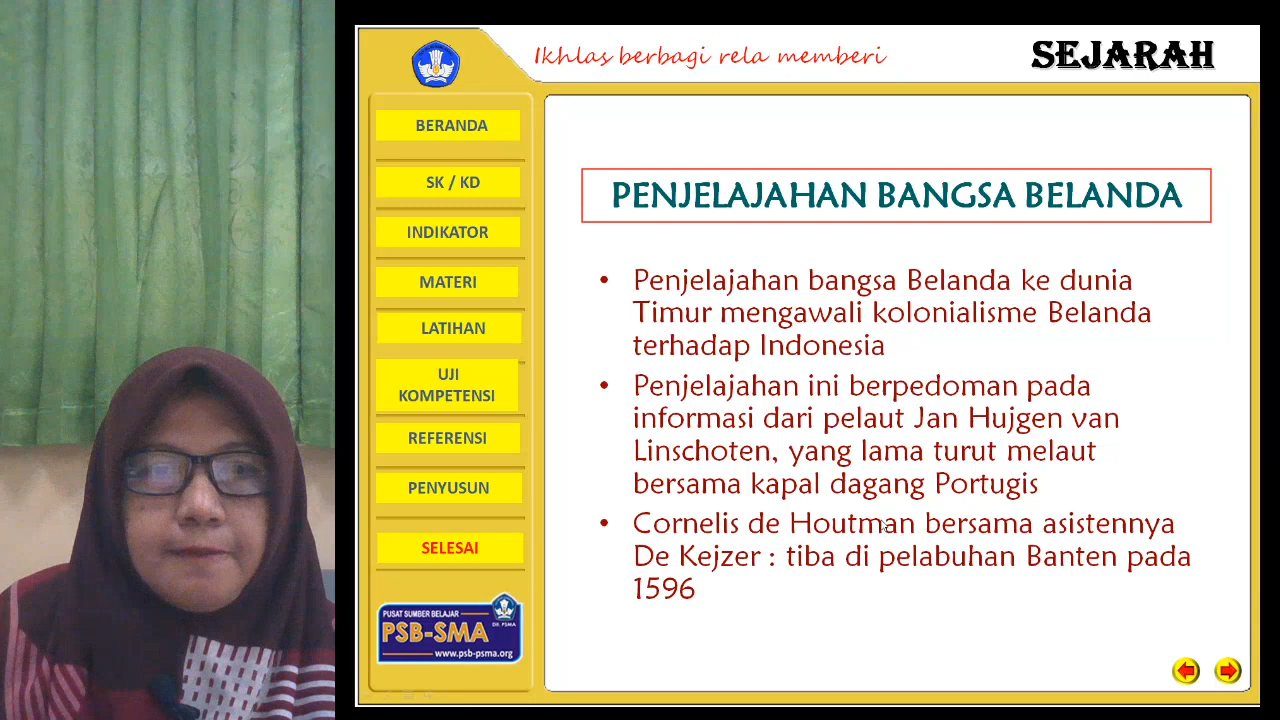 Ikhlas berbagi rela memberi
SEJARAH
BERANDA
SK / KD
INDIKATOR
MATERI
LATIHAN
UJI
KOMPETENSI
REFERENSI
PENYUSUN
SELESAI
PUSAT SUMBER BELAJAR
PSB-SMA
DIT. PSMA
www.psb-psma.org
PENJELAJAHAN BANGSA BELANDA
• Penjelajahan bangsa Belanda ke dunia
Timur mengawali kolonialisme Belanda
terhadap Indonesia
• Penjelajahan ini berpedoman pada
informasi dari pelaut Jan Hujgen van
Linschoten, yang lama turut melaut
bersama kapal dagang Portugis
• Cornelis de Houtman bersama asistennya
De Kejzer : tiba di pelabuhan Banten pada
1596